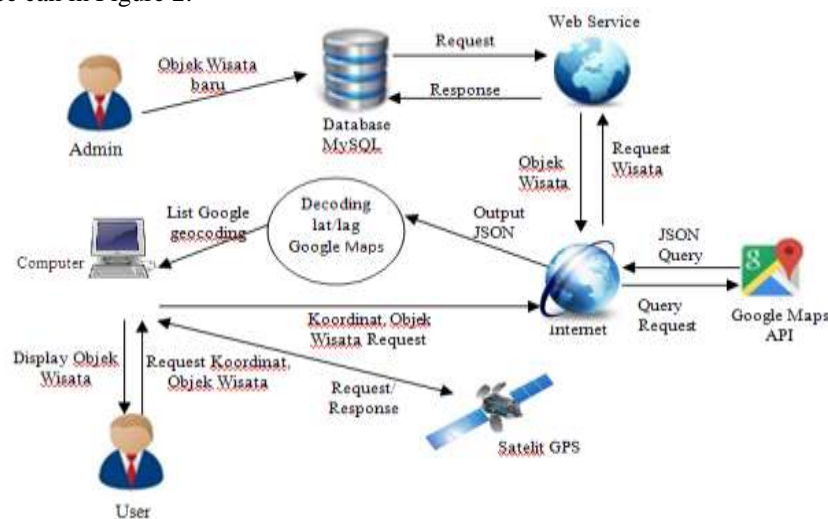 Web Service
Request
Objek Wisata
baru
Response
Admin
Database
MySQL
Objek
Wisata
Request
Wisata
List Google
geocoding
Decoding
lat/lag
Google Maps
Output
JSON
JSON
Query
8
Computer
Koordinat, Objek
Wisata Request
Internet
Query
Request
Google Maps
API
Display Objek
Wisata
Request Koordinat,
Objek Wisata
Request/
Response
Satelit GPS
User